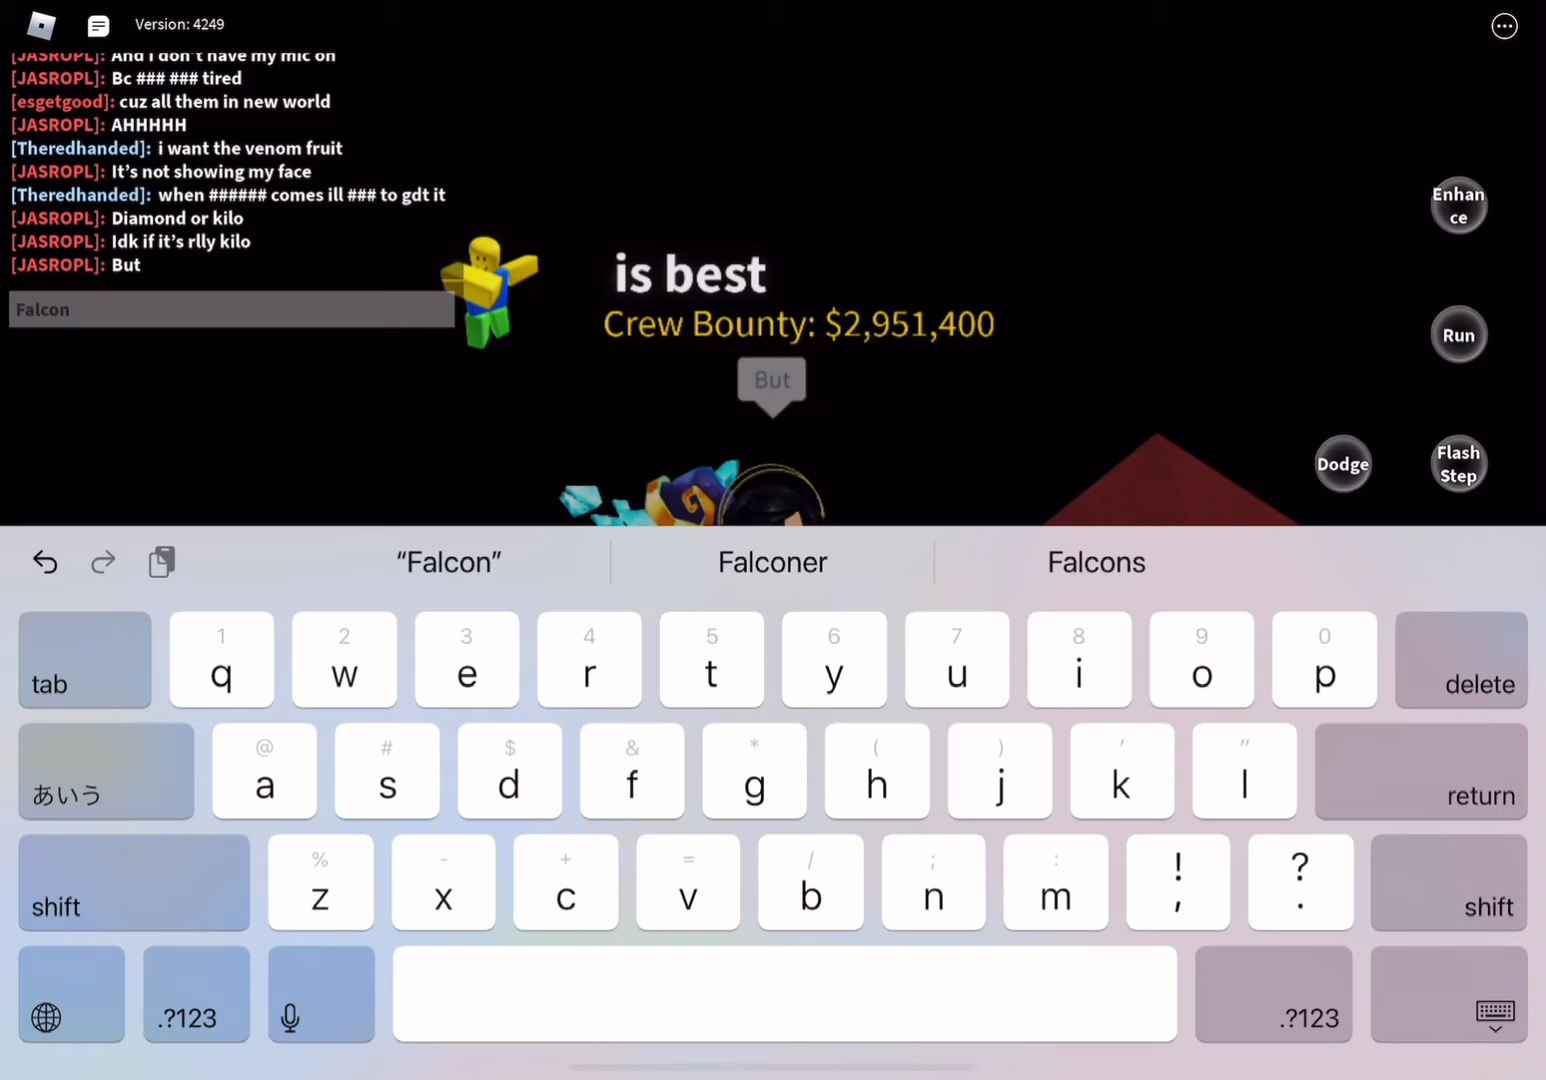 Version: 4249
[JASROPL]: And I don't have my mic on
[JASROPL]: Bc ### ### tired
[esgetgood]: cuz all them in new world
[JASROPL]: AHHHHH
[Theredhanded]: i want the venom fruit
[JASROPL]: It’s not showing my face
[Theredhanded]: when ###### comes ill ### to gdt it
[JASROPL]: Diamond or kilo
[JASROPL]: Idk if it’s rlly kilo
[JASROPL]: But
Falcon
is best
Crew Bounty: $2,951,400
But
Enhan
ce
Run
Dodge
Flash
Step
“Falcon” Falconer Falcons
1 2 3 4 5 6 7 8 9 0
tab q w e r t y u i o p delete
@ # $ & * ( ) ' "
あいう a s d f g h j k l return
% - + = / ; : ! ?
shift z x c v b n m , . shift
.?123 .?123